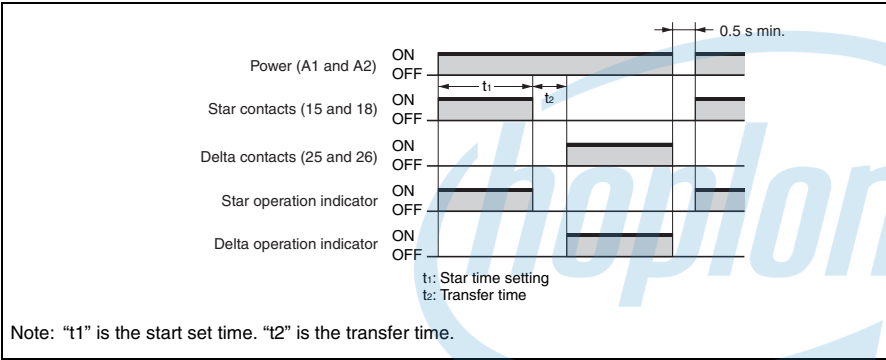 0.5 s min.
Power (A1 and A2) ON
OFF
t1 t2
Star contacts (15 and 18) ON
OFF
Delta contacts (25 and 26) ON
OFF
Star operation indicator ON
OFF
Delta operation indicator ON
OFF
t1: Star time setting
t2: Transfer time
Note: “t1” is the start set time. “t2” is the transfer time.
hoplon